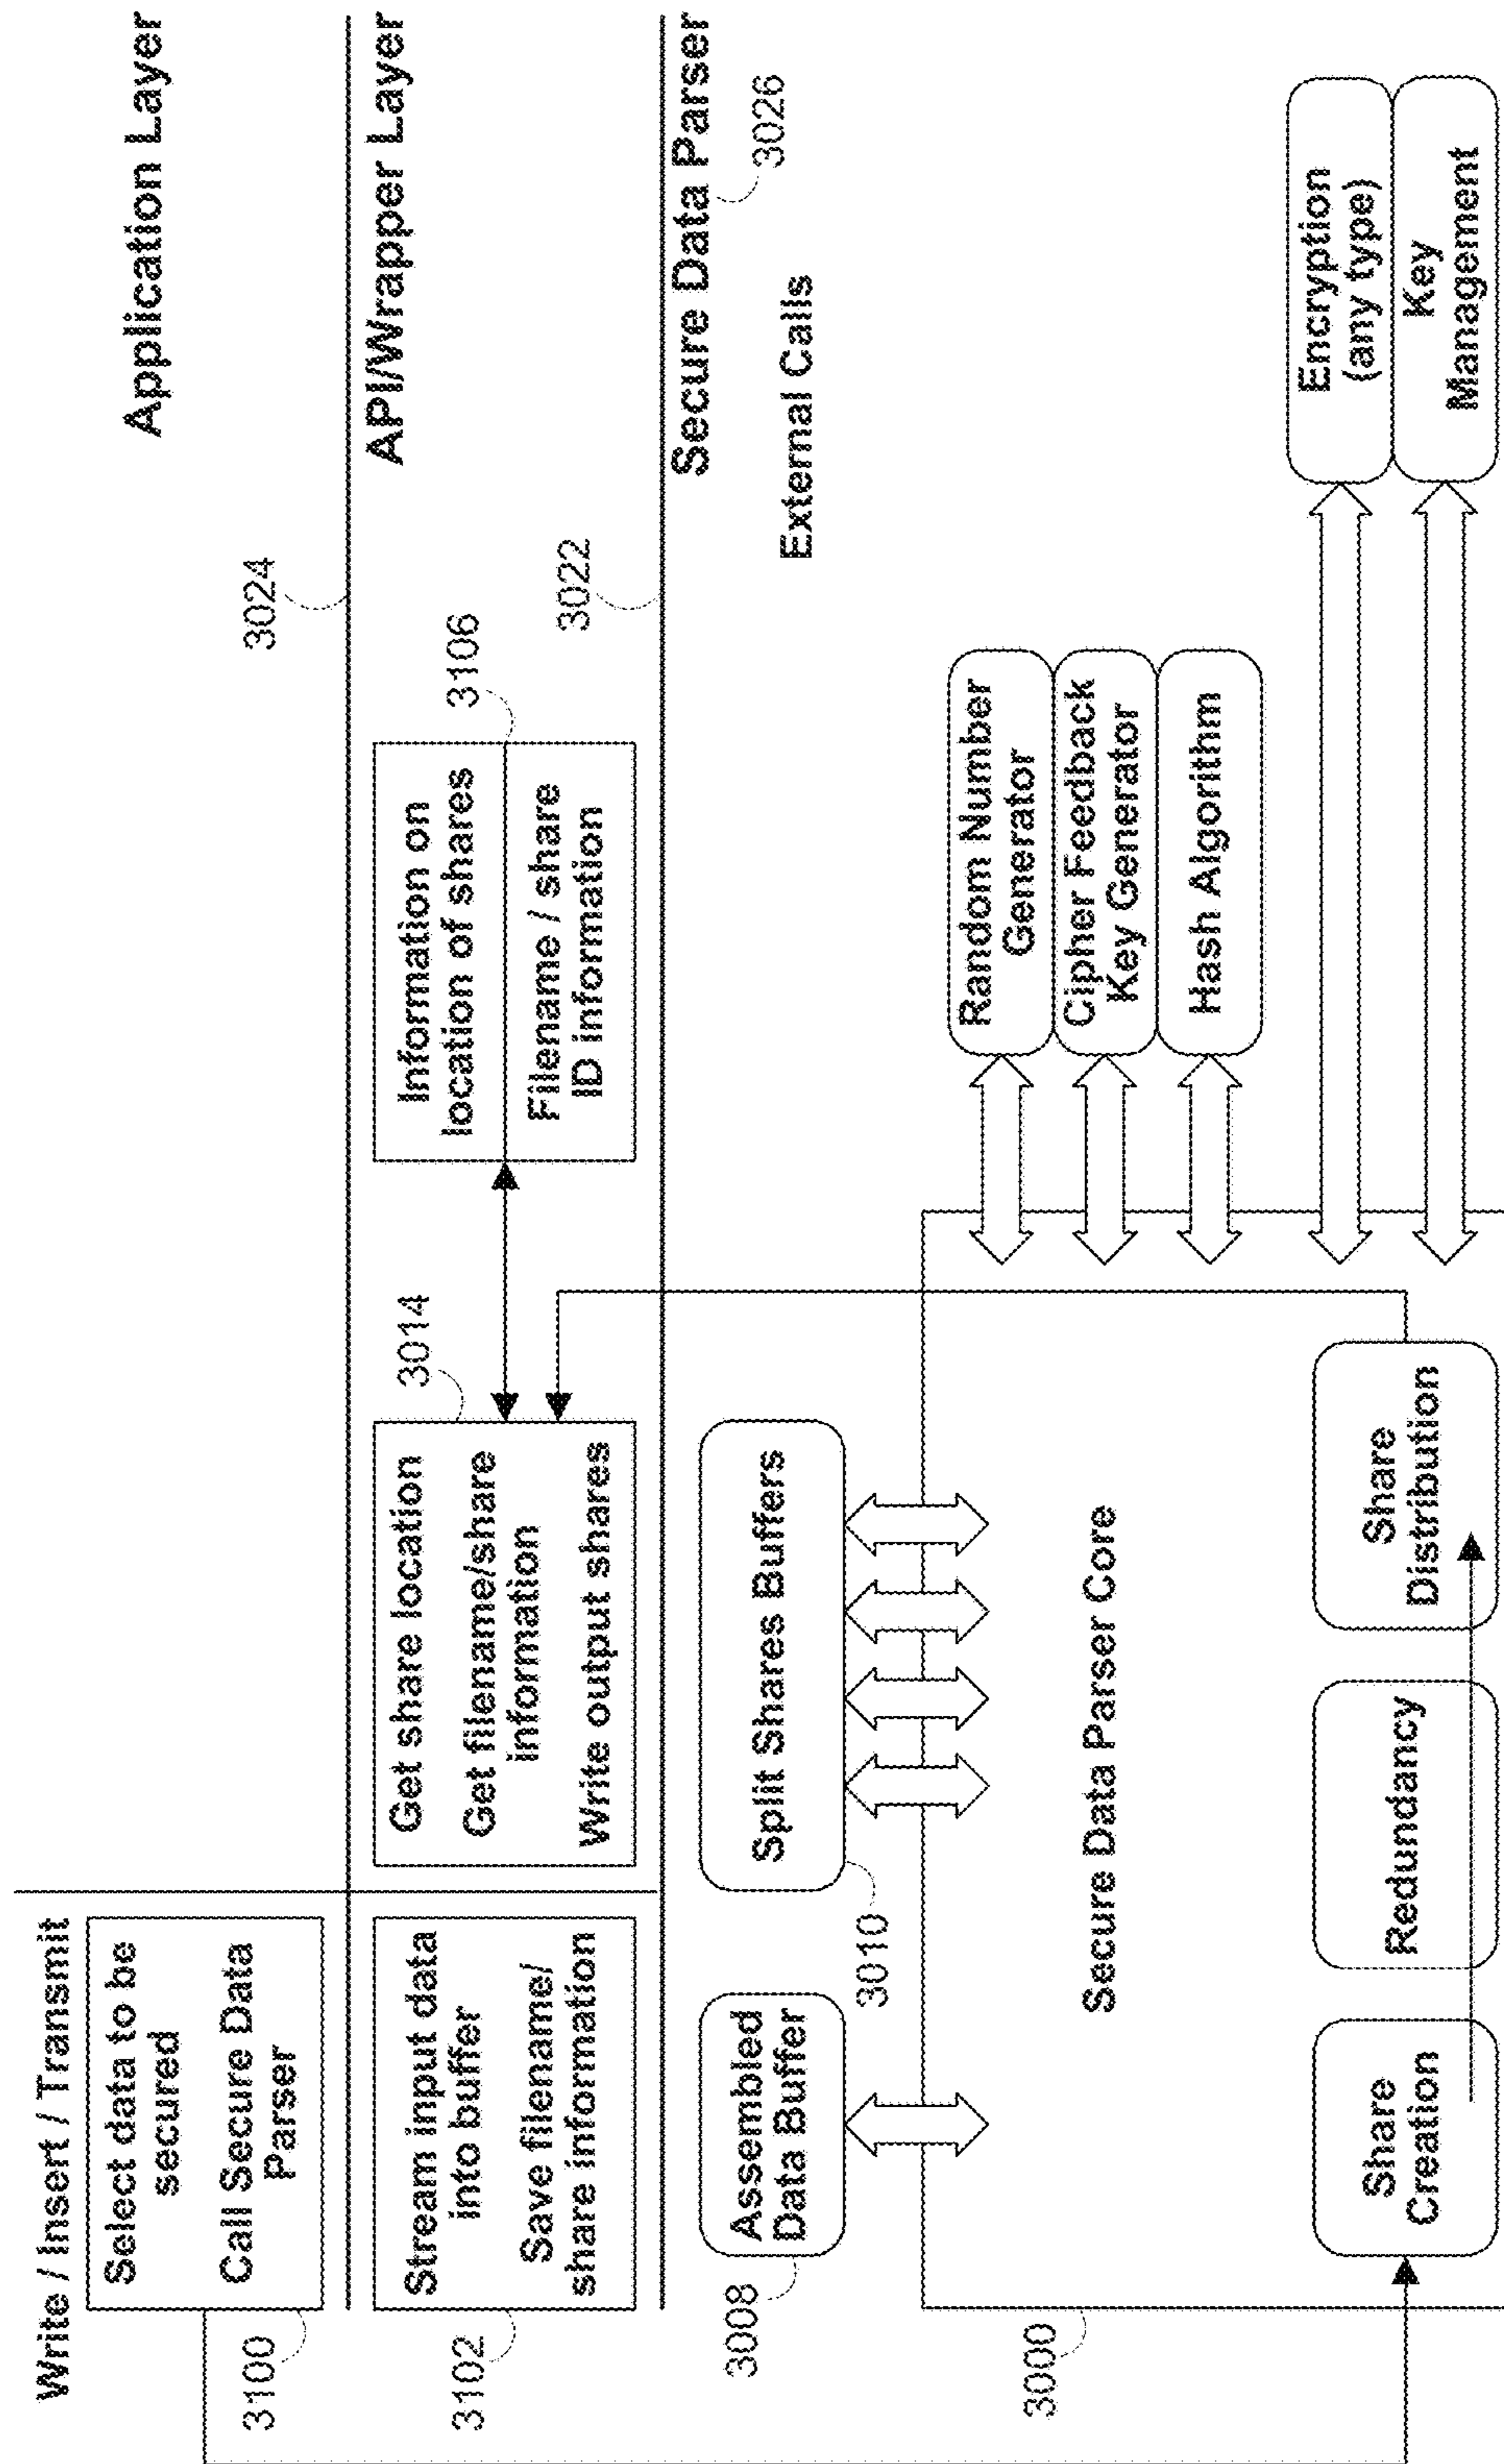 Write / Insert / Transmit
Application Layer
Select data to be
secured
Call Secure Data
Parser
3100
3024
API/Wrapper Layer
Stream input data
into buffer
Save filename/
share information
3102
Get share location
Get filename/share
information
Write output shares
3014
Information on
location of shares
Filename / share
ID information
3106
3022
Secure Data Parser
3026
External Calls
Assembled
Data Buffer
3008
Split Shares Buffers
3010
3000
Secure Data Parser Core
Random Number
Generator
Cipher Feedback
Key Generator
Hash Algorithm
Encryption
(any type)
Key
Management
Share
Creation
Redundancy
Share
Distribution